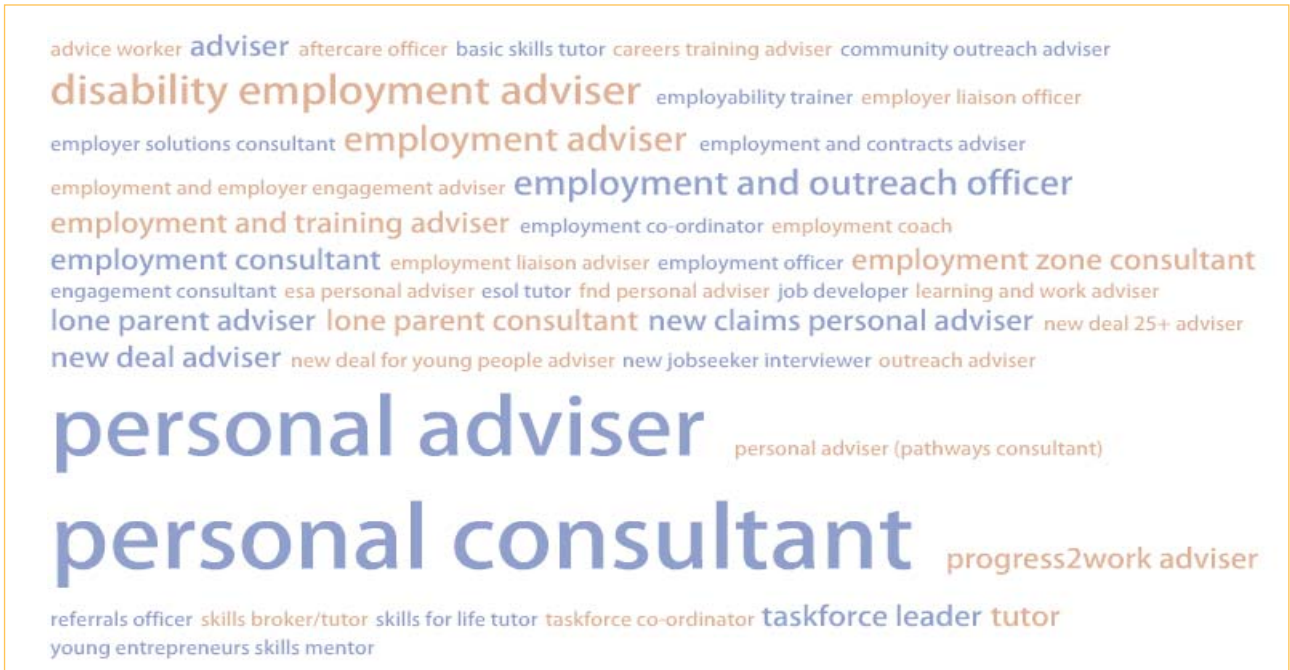 advice worker adviser aftercare officer basic skills tutor careers training adviser community outreach adviser
disability employment adviser employability trainer employer liaison officer
employer solutions consultant employment adviser employment and contracts adviser
employment and employer engagement adviser employment and outreach officer
employment and training adviser employment co-ordinator employment coach
employment consultant employment liaison adviser employment officer employment zone consultant
engagement consultant esa personal adviser esol tutor fnd personal adviser job developer learning and work adviser
lone parent adviser lone parent consultant new claims personal adviser new deal 25+ adviser
new deal adviser new deal for young people adviser new jobseeker interviewer outreach adviser
personal adviser personal adviser (pathways consultant)
personal consultant progress2work adviser
referrals officer skills broker/tutor skills for life tutor taskforce co-ordinator taskforce leader tutor
young entrepreneurs skills mentor